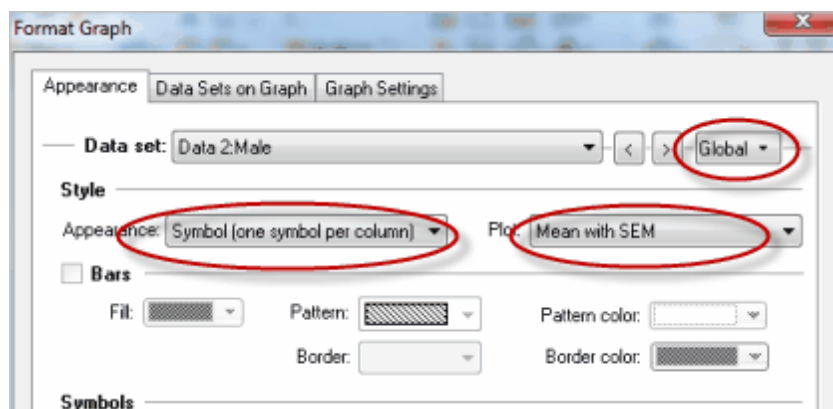 Format Graph
Appearance Data Sets on Graph Graph Settings
Data set: Data 2:Male < > Global
Style
Appearance: Symbol (one symbol per column) Plot: Mean with SEM
Bars
Fill: Pattern: Pattern color:
Border: Border color:
Symbols